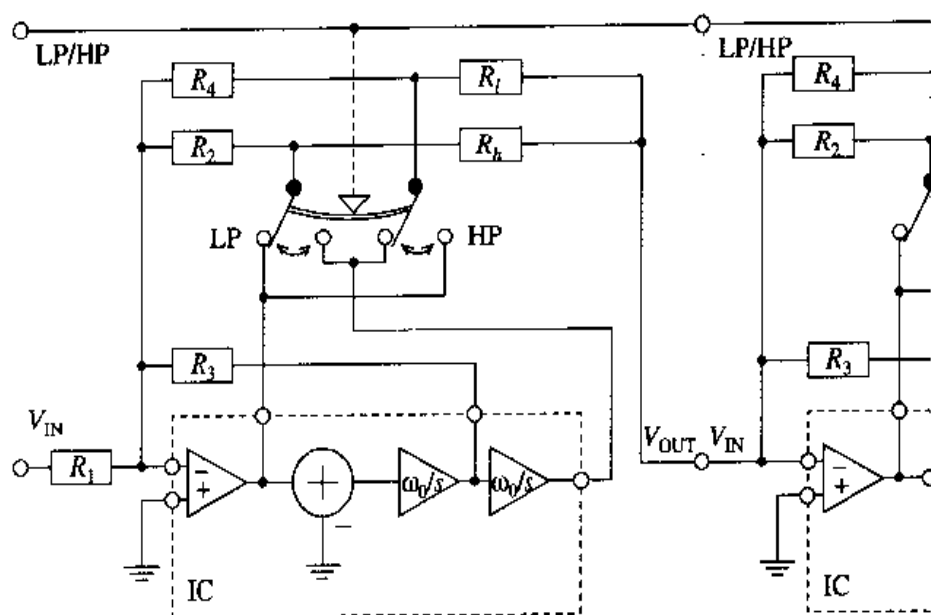 LP/HP LP/HP
R₄ R_l R₄
R₂ R_h R₂
LP HP
R₃ R₃
V_IN V_OUT V_IN
R₁ − + + − ω₀/s ω₀/s − +
IC IC